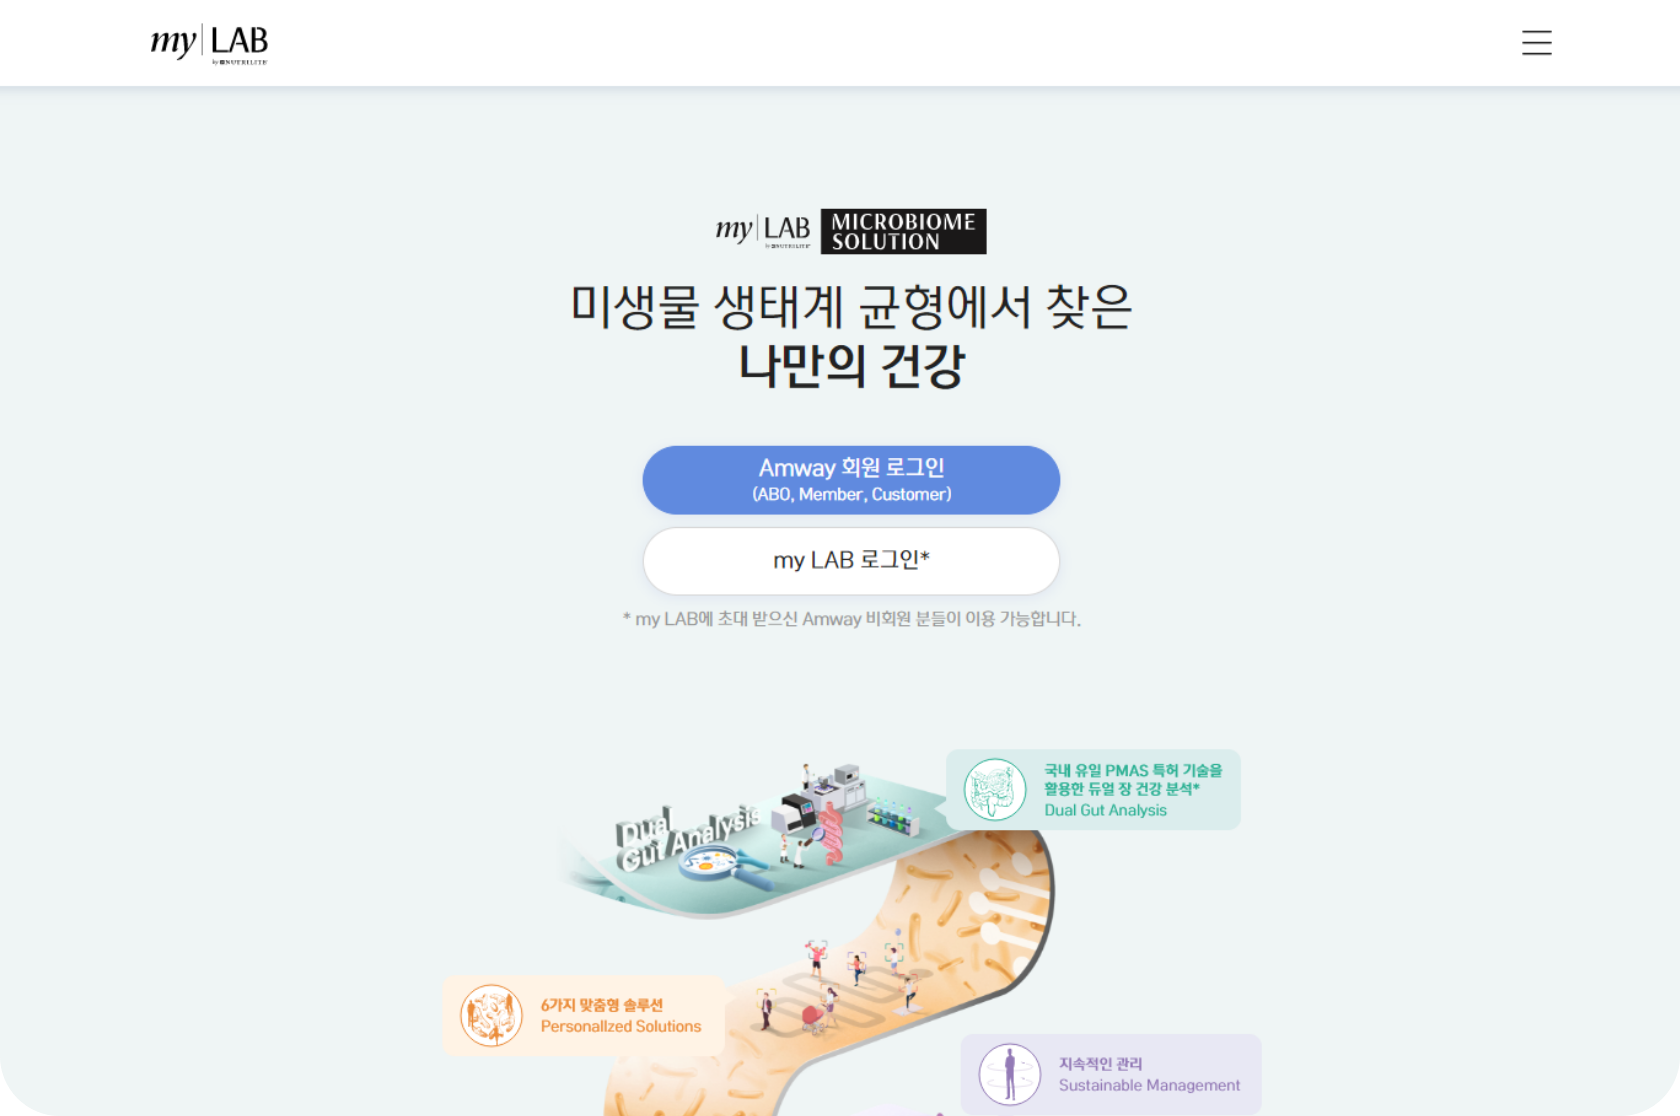 my LAB
by NUTRILITE
my LAB
by NUTRILITE
MICROBIOME
SOLUTION
미생물 생태계 균형에서 찾은
나만의 건강
Amway 회원 로그인
(ABO, Member, Customer)
my LAB 로그인*
* my LAB에 초대 받으신 Amway 비회원 분들이 이용 가능합니다.
국내 유일 PMAS 특허 기술을
활용한 듀얼 장 건강 분석*
Dual Gut Analysis
Dual
Gut Analysis
6가지 맞춤형 솔루션
Personallzed Solutions
지속적인 관리
Sustainable Management